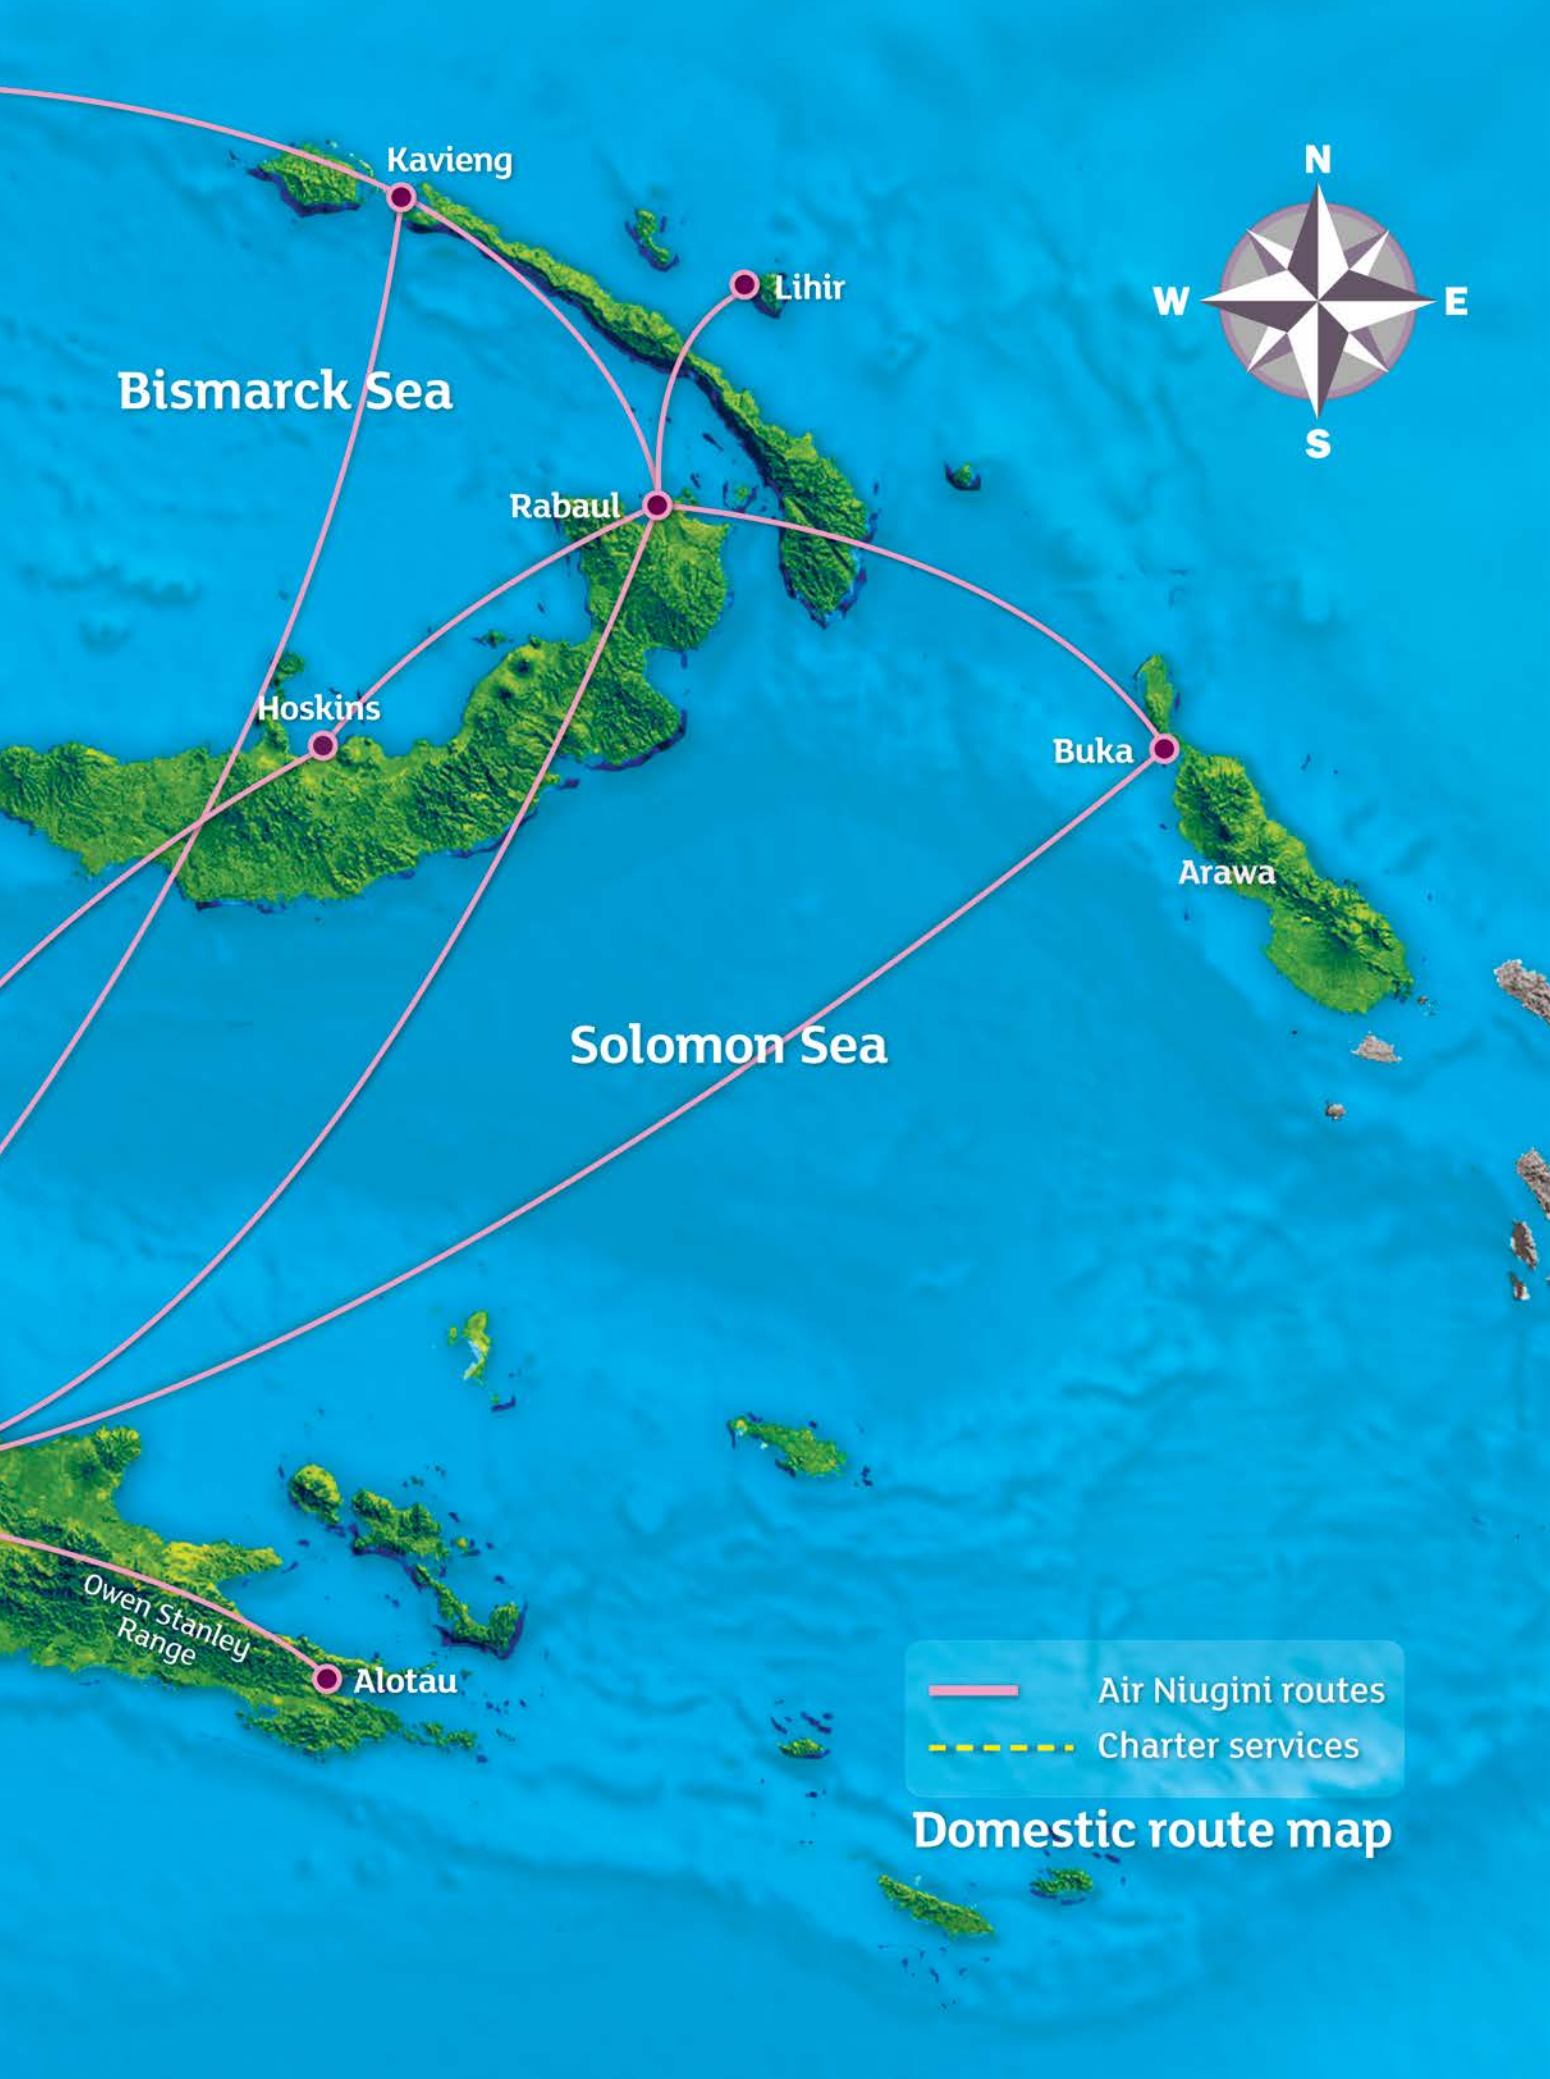 Kavieng
N
Lihir
W
E
Bismarck Sea
S
Rabaul
Hoskins
Buka
Arawa
Solomon Sea
Owen Stanley
Range
Alotau
Air Niugini routes
Charter services
Domestic route map